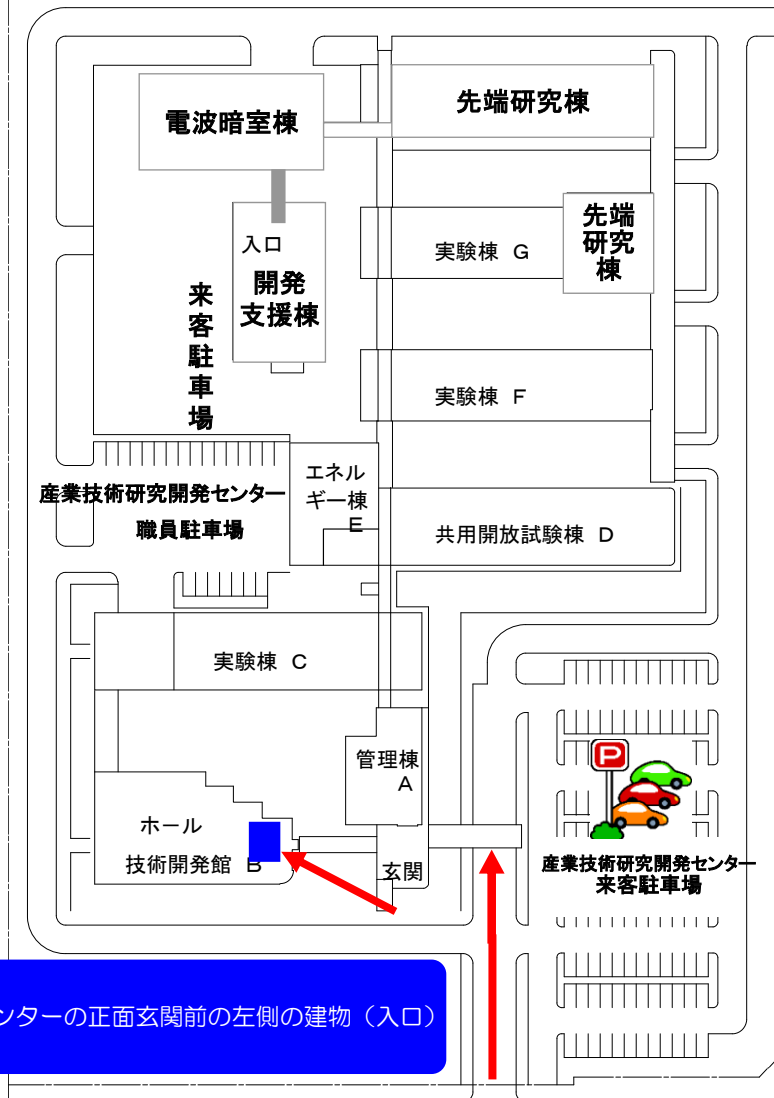 電波暗室棟
先端研究棟
入口
開発
支援棟
実験棟 G
先端
研究
棟
来
客
駐
車
場
実験棟 F
エネル
ギー棟
E
産業技術研究開発センター
職員駐車場
共用開放試験棟 D
実験棟 C
管理棟
A
P
ホール
技術開発館 B
玄関
産業技術研究開発センター
来客駐車場
ンターの正面玄関前の左側の建物（入口）